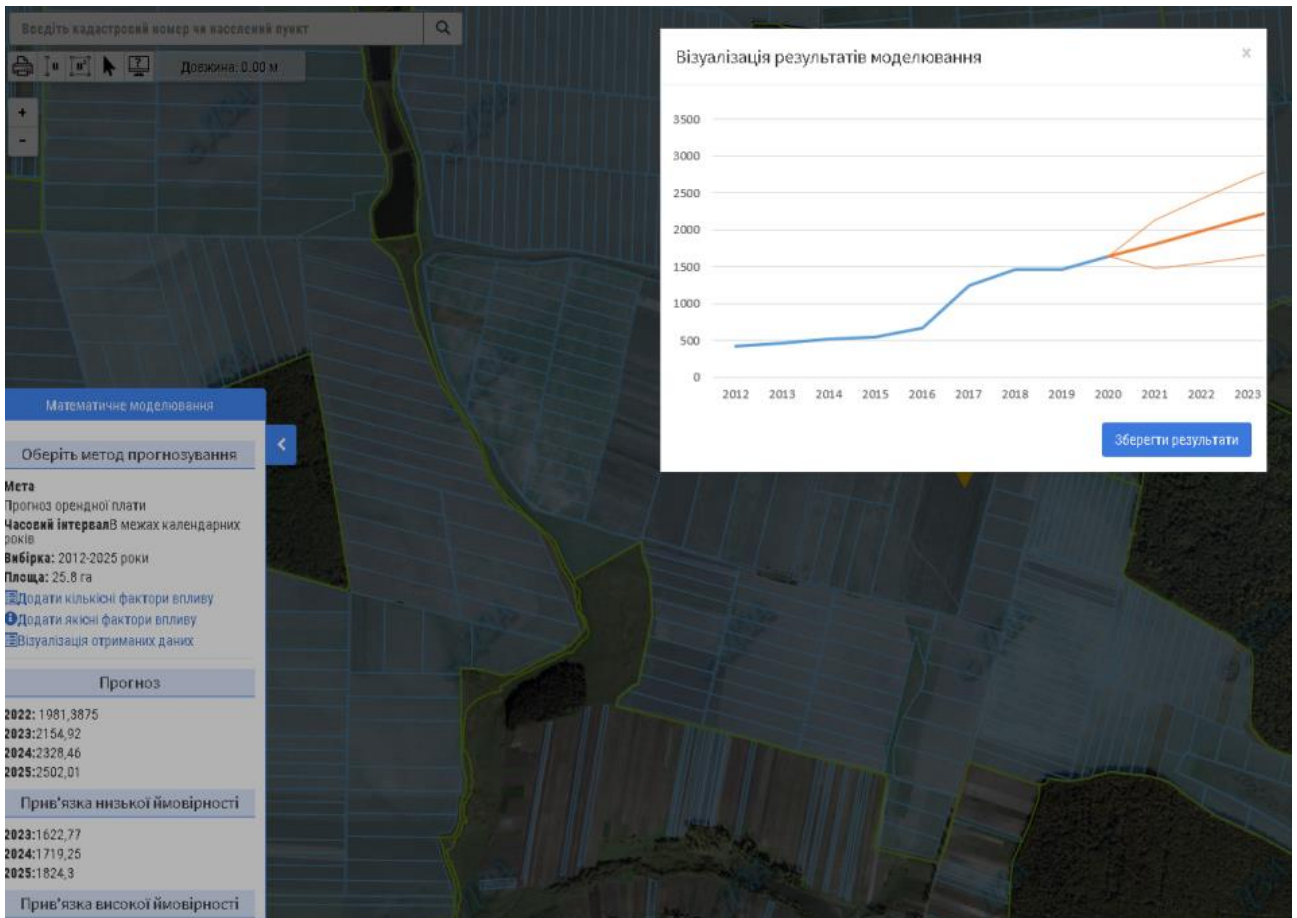 Введіть кадастровий номер чи населений пункт
Довжина: 0.00 м
+
-
Візуалізація результатів моделювання
×
3500
3000
2500
2000
1500
1000
500
0
2012 2013 2014 2015 2016 2017 2018 2019 2020 2021 2022 2023
Зберегти результати
Математичне моделювання
Оберіть метод прогнозування
Мета
Прогноз орендної плати
Часовий інтервалВ межах календарних
років
Вибірка: 2012-2025 роки
Площа: 25.8 га
Додати кількісні фактори впливу
Додати якісні фактори впливу
Візуалізація отриманих даних
Прогноз
2022: 1981,3875
2023:2154,92
2024:2328,46
2025:2502,01
Прив'язка низької ймовірності
2023:1622,77
2024:1719,25
2025:1824,3
Прив'язка високої ймовірності